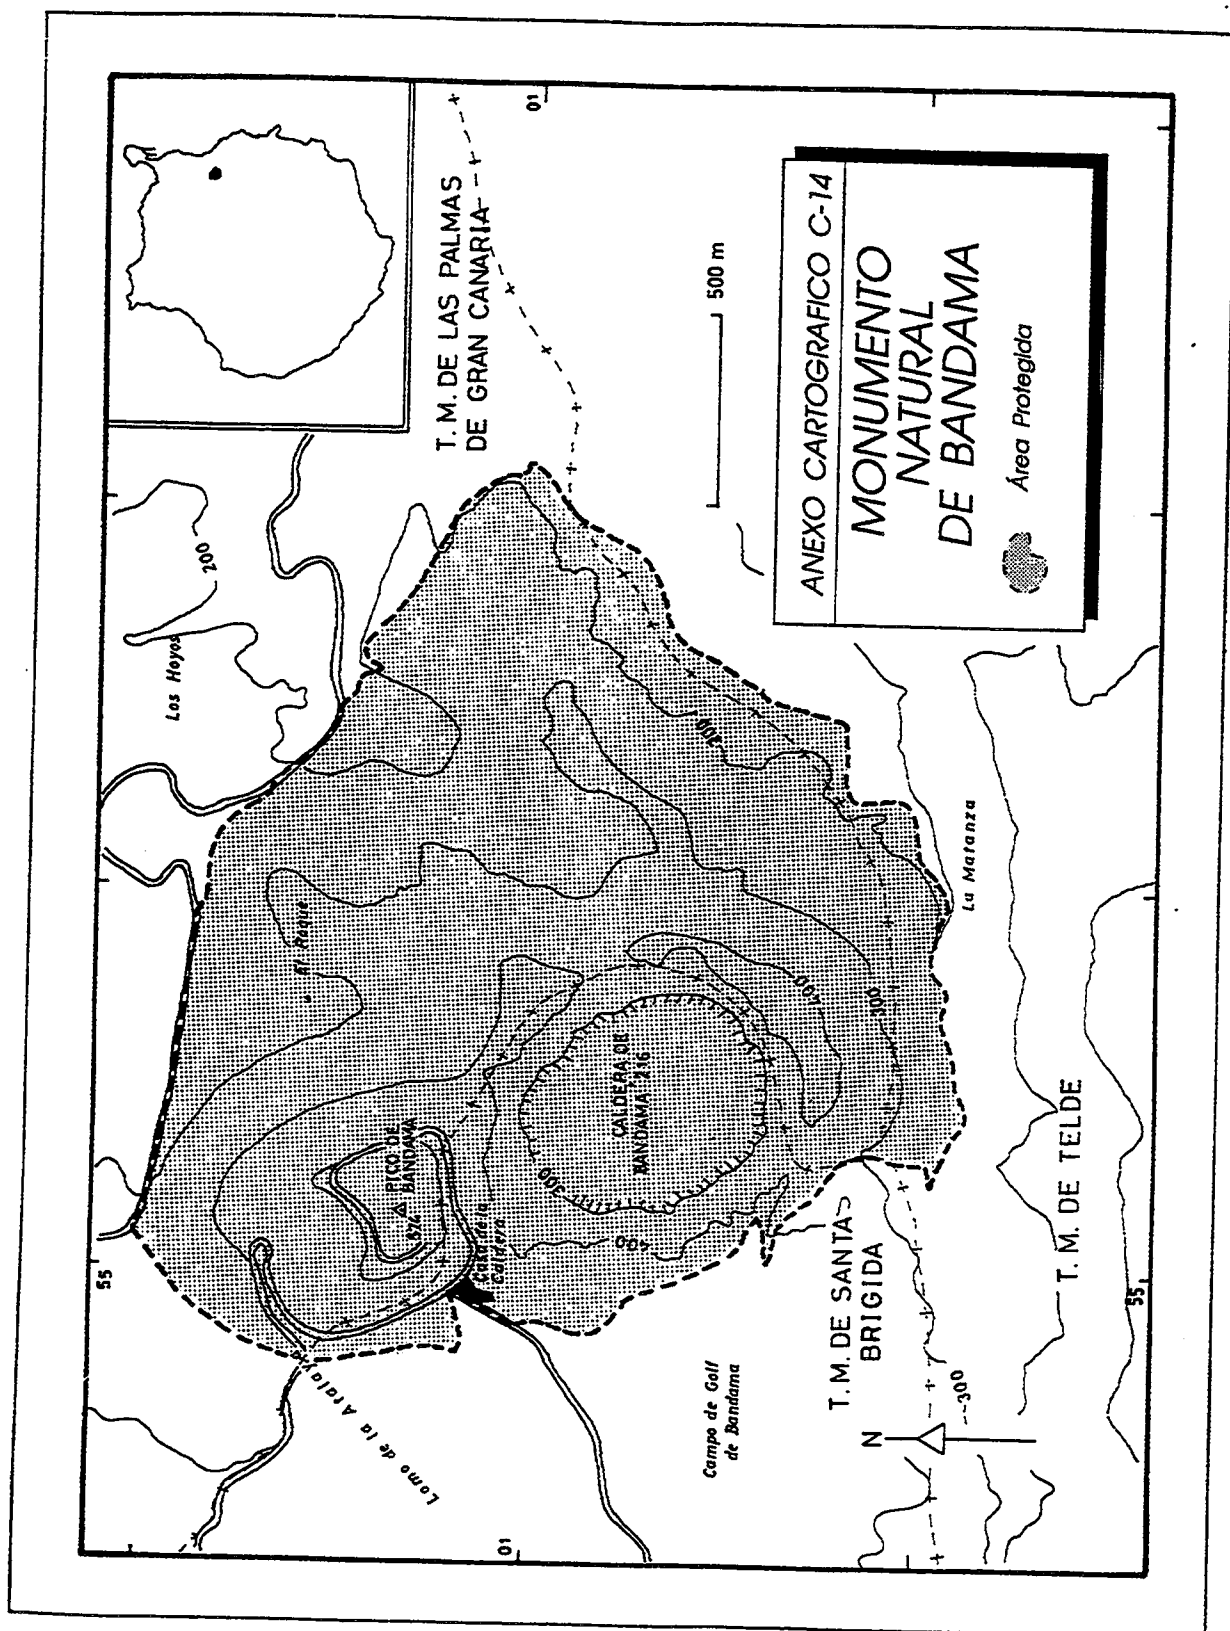 55
01
Los Hoyos
200
T. M. DE LAS PALMAS
DE GRAN CANARIA
01
El Roque
PICO DE
BANDAMA
574
Casa de la
Caldera
Lomo de la Atalaya
CALDERA DE
BANDAMA
216
300
400
400
300
200
Campo de Golf
de Bandama
T. M. DE SANTA
BRIGIDA
La Matanza
T. M. DE TELDE
300
N
55
500 m
ANEXO CARTOGRAFICO C-14
MONUMENTO
NATURAL
DE BANDAMA
Área Protegida